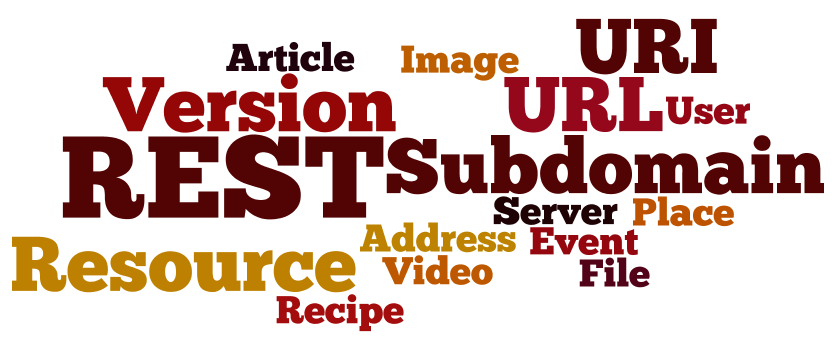 URI
Article Image
Version URL User
REST Subdomain
Server Place
Address Event
Resource Video File
Recipe